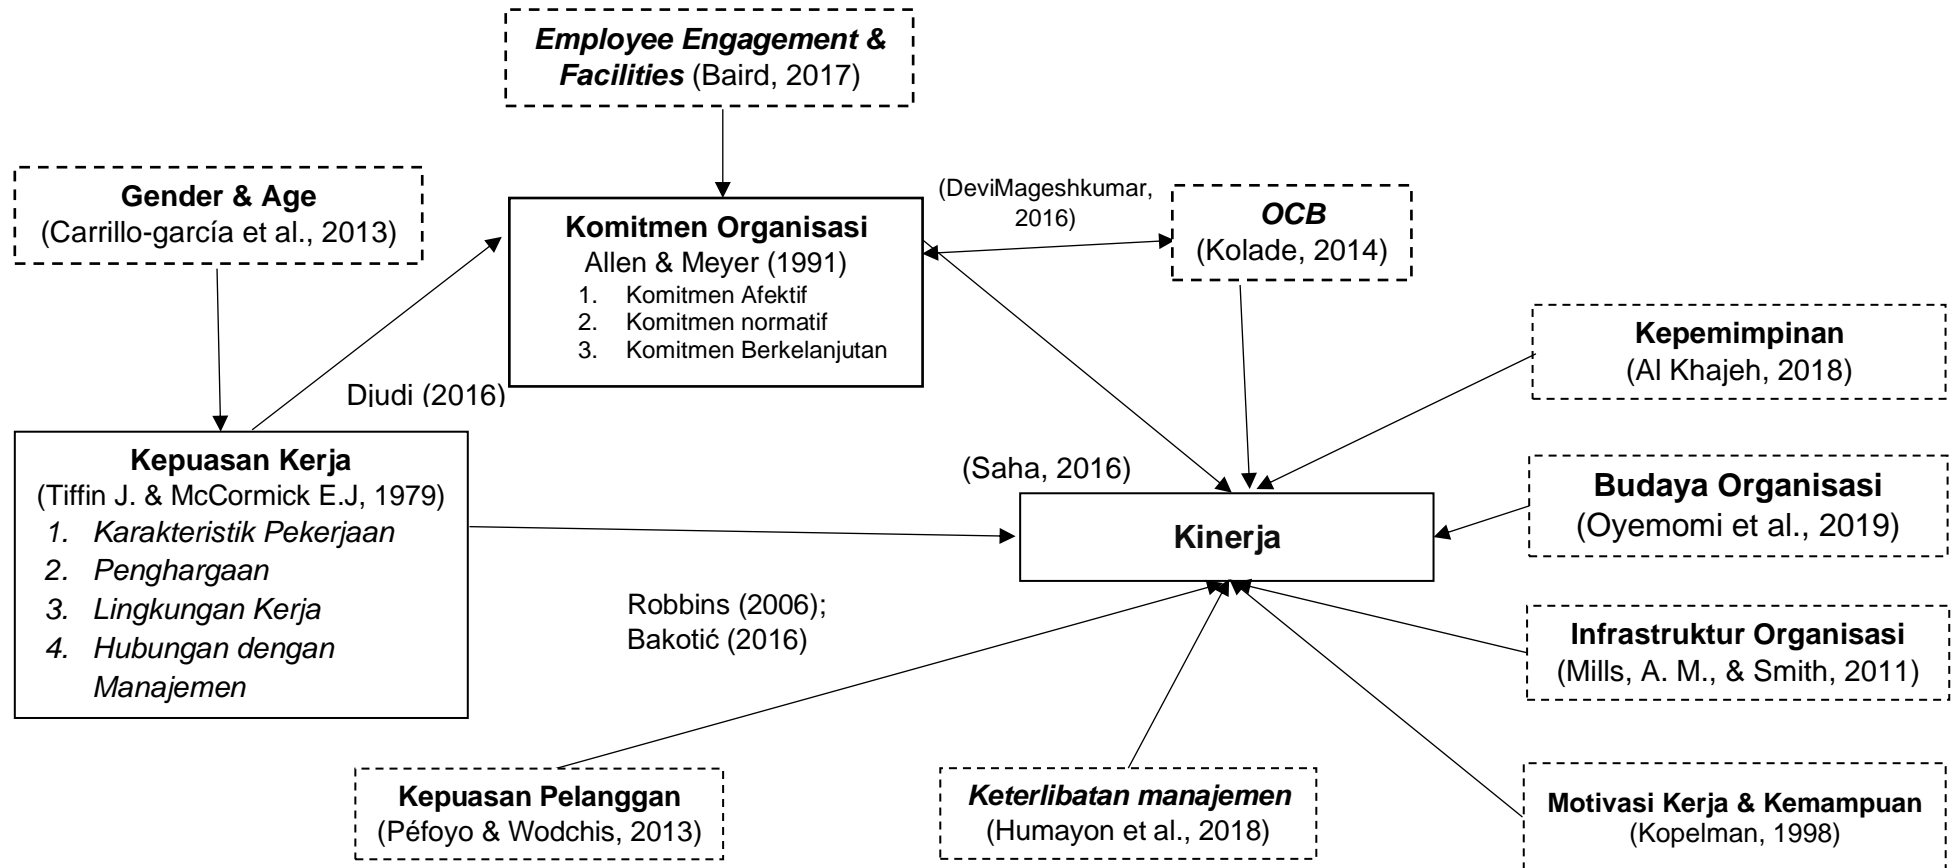 Employee Engagement &
Facilities (Baird, 2017)
Gender & Age
(Carrillo-garcía et al., 2013)
Komitmen Organisasi
Allen & Meyer (1991)
1. Komitmen Afektif
2. Komitmen normatif
3. Komitmen Berkelanjutan
(DeviMageshkumar,
2016)
OCB
(Kolade, 2014)
Kepemimpinan
(Al Khajeh, 2018)
Djudi (2016)
Kepuasan Kerja
(Tiffin J. & McCormick E.J, 1979)
1. Karakteristik Pekerjaan
2. Penghargaan
3. Lingkungan Kerja
4. Hubungan dengan
Manajemen
(Saha, 2016)
Kinerja
Budaya Organisasi
(Oyemomi et al., 2019)
Robbins (2006);
Bakotić (2016)
Infrastruktur Organisasi
(Mills, A. M., & Smith, 2011)
Kepuasan Pelanggan
(Péfoyo & Wodchis, 2013)
Keterlibatan manajemen
(Humayon et al., 2018)
Motivasi Kerja & Kemampuan
(Kopelman, 1998)